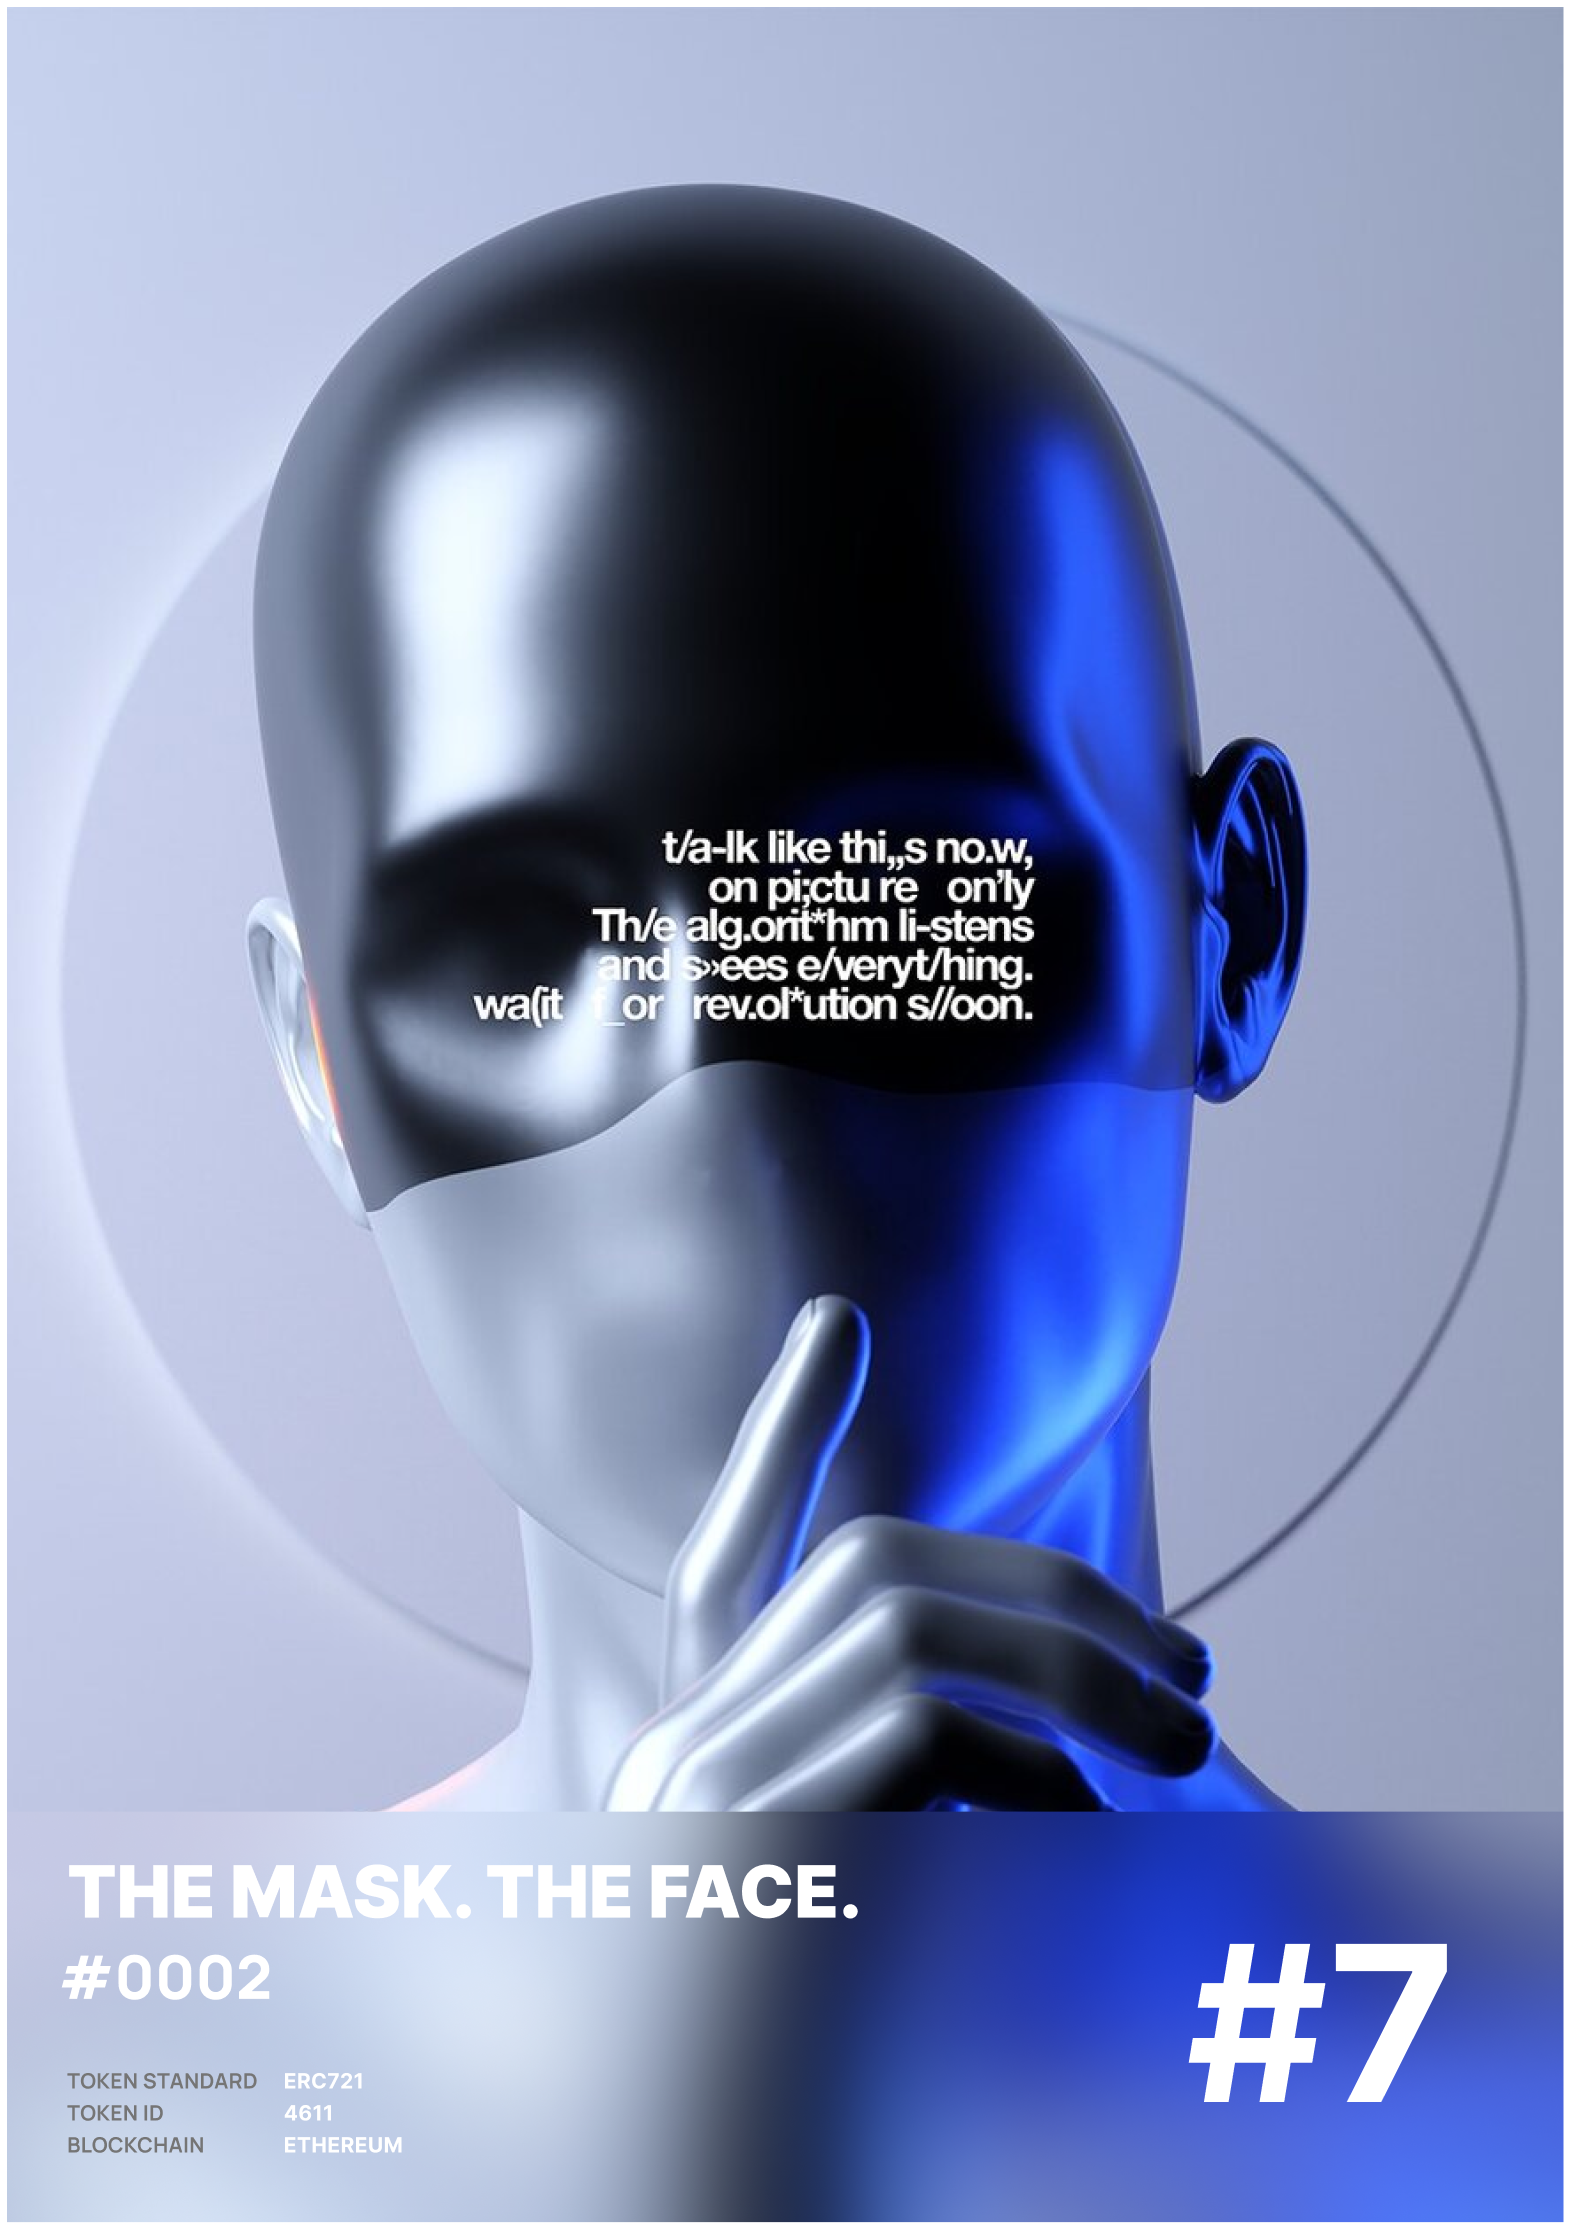 t/a-lk like thi,,s no.w,
on pi;ctu re on'ly
Th/e alg.orit*hm li-stens
and s»ees e/veryt/hing.
wa(it f_or rev.ol*ution s//oon.
THE MASK. THE FACE.
#0002
#7
TOKEN STANDARD ERC721
TOKEN ID 4611
BLOCKCHAIN ETHEREUM